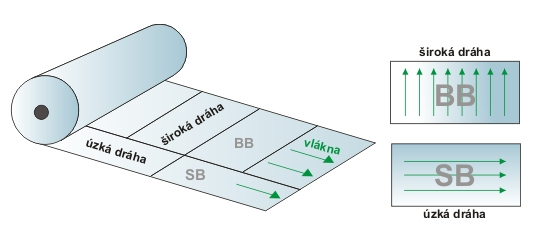 široká dráha
BB
vlákna
úzká dráha
SB
široká dráha
BB
SB
úzká dráha